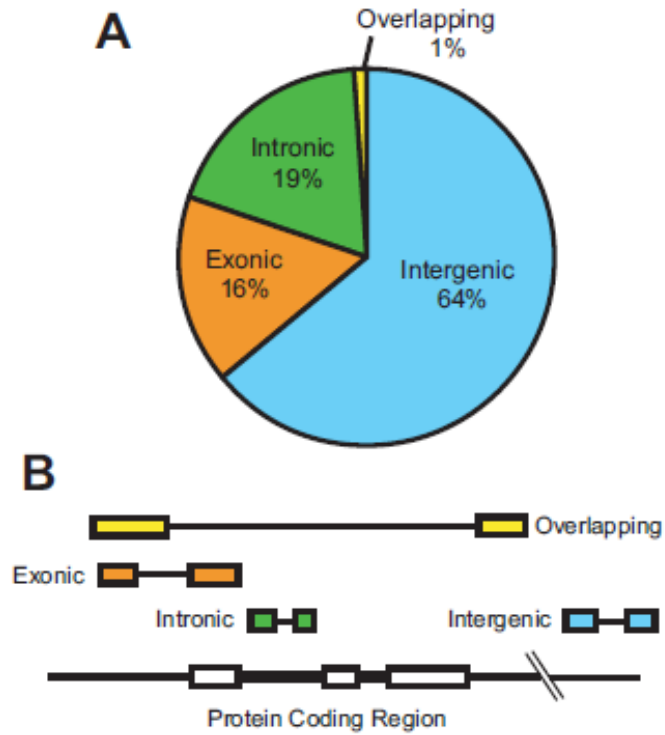 A
Overlapping
1%
Intronic
19%
Exonic
16%
Intergenic
64%
B
Overlapping
Exonic
Intronic
Intergenic
Protein Coding Region